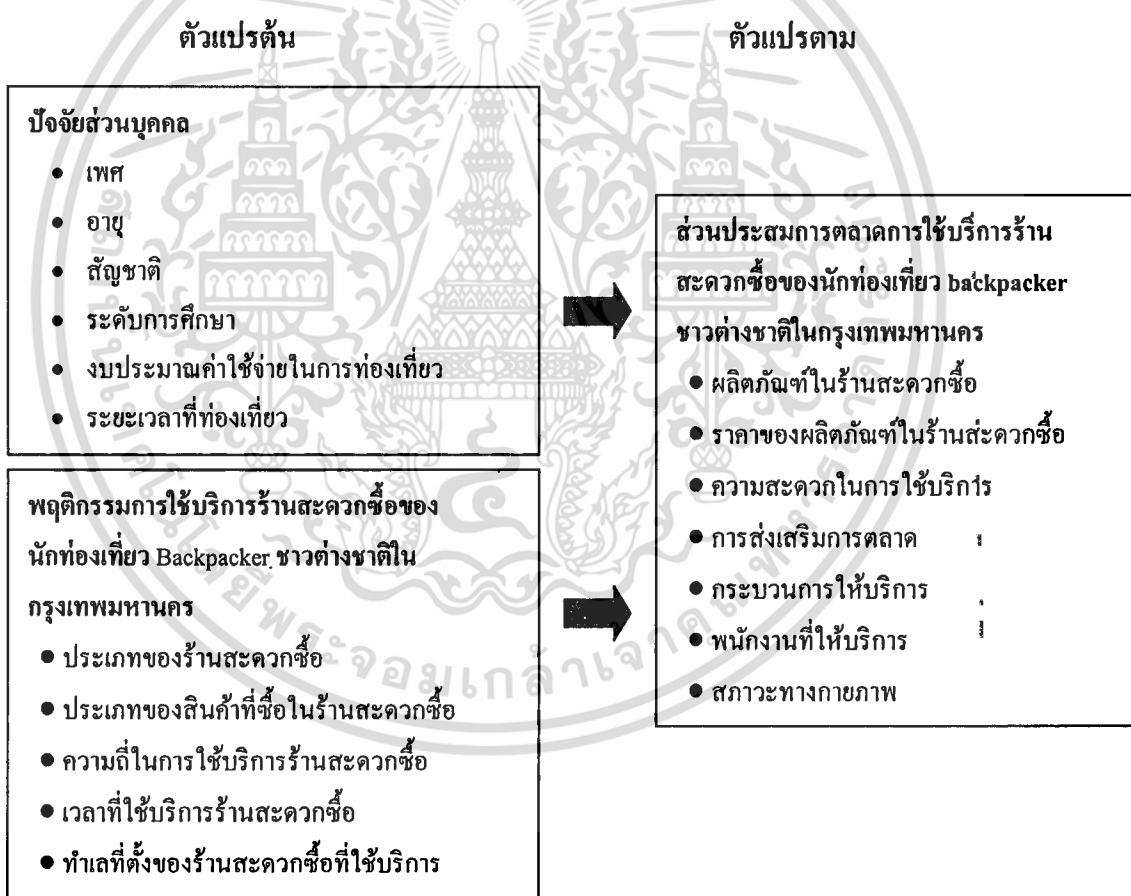 ตัวแปรต้น
ตัวแปรตาม
ปัจจัยส่วนบุคคล
• เพศ
• อายุ
• สัญชาติ
• ระดับการศึกษา
• งบประมาณค่าใช้จ่ายในการท่องเที่ยว
• ระยะเวลาที่ท่องเที่ยว
พฤติกรรมการใช้บริการร้านสะดวกซื้อของ
นักท่องเที่ยว Backpacker ชาวต่างชาติใน
กรุงเทพมหานคร
• ประเภทของร้านสะดวกซื้อ
• ประเภทของสินค้าที่ซื้อในร้านสะดวกซื้อ
• ความถี่ในการใช้บริการร้านสะดวกซื้อ
• เวลาที่ใช้บริการร้านสะดวกซื้อ
• ทำเลที่ตั้งของร้านสะดวกซื้อที่ใช้บริการ
ส่วนประสมการตลาดการใช้บริการร้าน
สะดวกซื้อของนักท่องเที่ยว backpacker
ชาวต่างชาติในกรุงเทพมหานคร
• ผลิตภัณฑ์ในร้านสะดวกซื้อ
• ราคาของผลิตภัณฑ์ในร้านสะดวกซื้อ
• ความสะดวกในการใช้บริการ
• การส่งเสริมการตลาด
• กระบวนการให้บริการ
• พนักงานที่ให้บริการ
• สภาวะทางกายภาพ